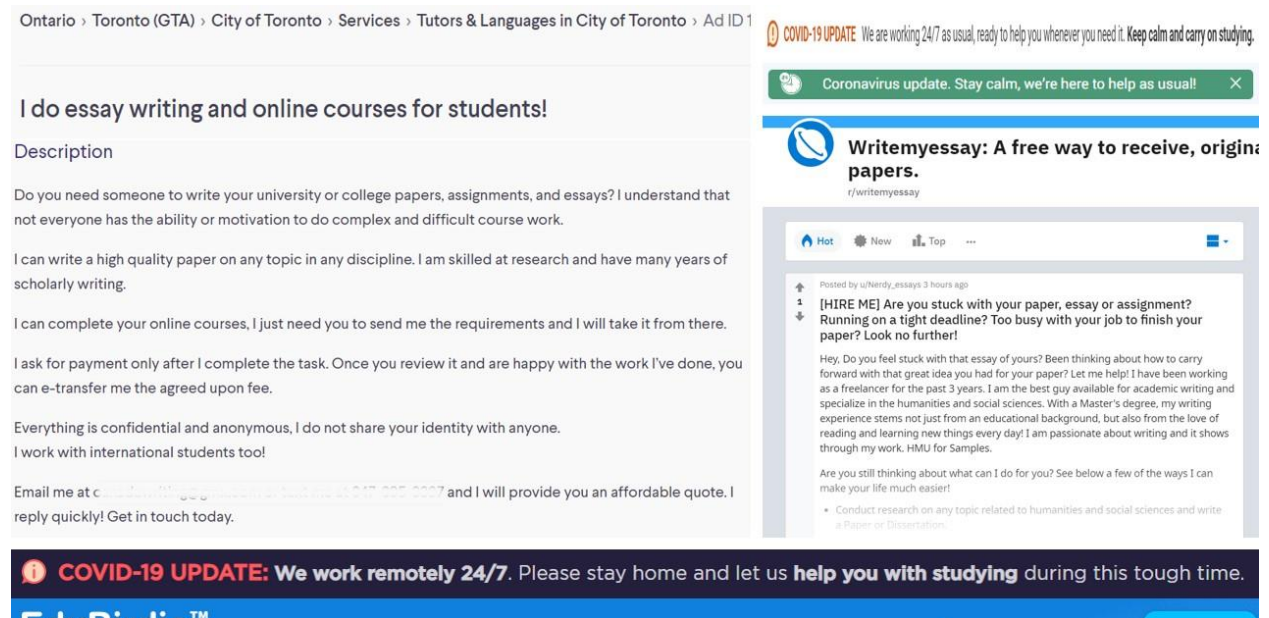 Ontario › Toronto (GTA) › City of Toronto › Services › Tutors & Languages in City of Toronto › Ad ID 1
I do essay writing and online courses for students!
Description
Do you need someone to write your university or college papers, assignments, and essays? I understand that
not everyone has the ability or motivation to do complex and difficult course work.
I can write a high quality paper on any topic in any discipline. I am skilled at research and have many years of
scholarly writing.
I can complete your online courses, I just need you to send me the requirements and I will take it from there.
I ask for payment only after I complete the task. Once you review it and are happy with the work I've done, you
can e-transfer me the agreed upon fee.
Everything is confidential and anonymous, I do not share your identity with anyone.
I work with international students too!
Email me at and I will provide you an affordable quote. I
reply quickly! Get in touch today.
COVID-19 UPDATE We are working 24/7 as usual, ready to help you whenever you need it. Keep calm and carry on studying.
Coronavirus update. Stay calm, we're here to help as usual!
Writemyessay: A free way to receive, origina
papers.
r/writemyessay
Hot New Top ...
Posted by u/Nerdy_essays 3 hours ago
1
[HIRE ME] Are you stuck with your paper, essay or assignment?
Running on a tight deadline? Too busy with your job to finish your
paper? Look no further!
Hey, Do you feel stuck with that essay of yours? Been thinking about how to carry
forward with that great idea you had for your paper? Let me help! I have been working
as a freelancer for the past 3 years. I am the best guy available for academic writing and
specialize in the humanities and social sciences. With a Master's degree, my writing
experience stems not just from an educational background, but also from the love of
reading and learning new things every day! I am passionate about writing and it shows
through my work. HMU for Samples.
Are you still thinking about what can I do for you? See below a few of the ways I can
make your life much easier!
• Conduct research on any topic related to humanities and social sciences and write
a Paper or Dissertation.
COVID-19 UPDATE: We work remotely 24/7. Please stay home and let us help you with studying during this tough time.